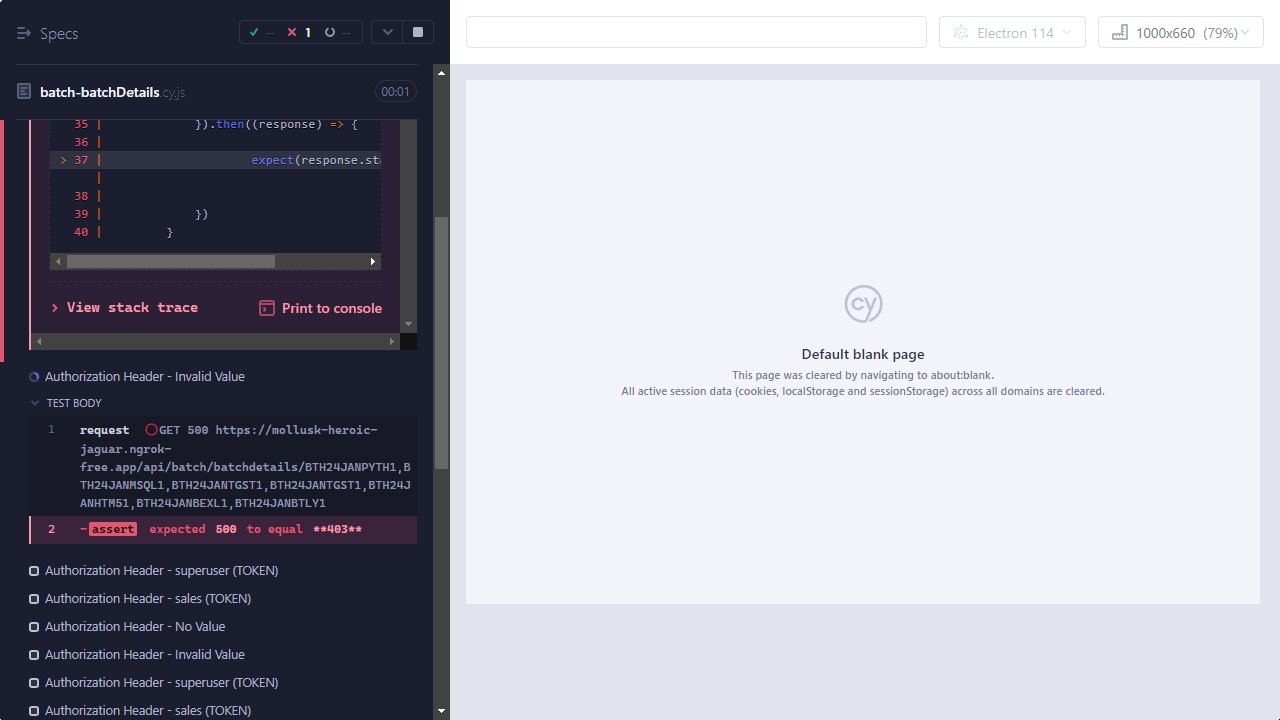 Specs
-- 1 --
Electron 114
1000x660 (79%)
batch-batchDetails.cy.js
00:01
35 | }).then((response) => {
36 |
> 37 | expect(response.sta
|
38 |
39 | })
40 | }
View stack trace
Print to console
Authorization Header - Invalid Value
TEST BODY
1 request GET 500 https://mollusk-heroic-
jaguar.ngrok-
free.app/api/batch/batchdetails/BTH24JANPYTH1,B
TH24JANMSQL1,BTH24JANTGST1,BTH24JANTGST1,BTH24J
ANHTM51,BTH24JANBEXL1,BTH24JANBTLY1
2 -assert expected 500 to equal **403**
Authorization Header - superuser (TOKEN)
Authorization Header - sales (TOKEN)
Authorization Header - No Value
Authorization Header - Invalid Value
Authorization Header - superuser (TOKEN)
Authorization Header - sales (TOKEN)
cy
Default blank page
This page was cleared by navigating to about:blank.
All active session data (cookies, localStorage and sessionStorage) across all domains are cleared.